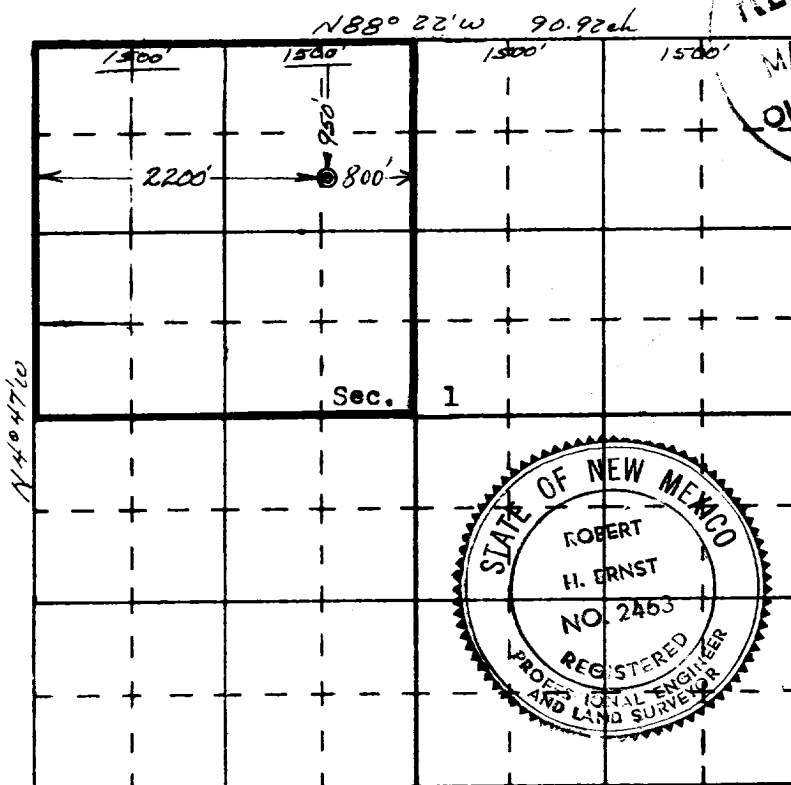 N88° 22'W 90.92ch
1500' 1500' 1500' 1500'
950'
2200' 800'
Sec. 1
N4°47'W
STATE OF NEW MEXICO
ROBERT
H. ERNST
NO. 2463
REGISTERED
PROFESSIONAL ENGINEER
AND LAND SURVEYOR